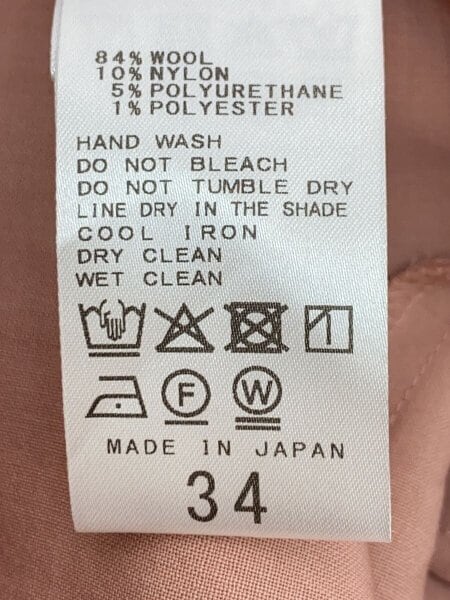 84% WOOL
10% NYLON
5% POLYURETHANE
1% POLYESTER
HAND WASH
DO NOT BLEACH
DO NOT TUMBLE DRY
LINE DRY IN THE SHADE
COOL IRON
DRY CLEAN
WET CLEAN
F W
MADE IN JAPAN
34